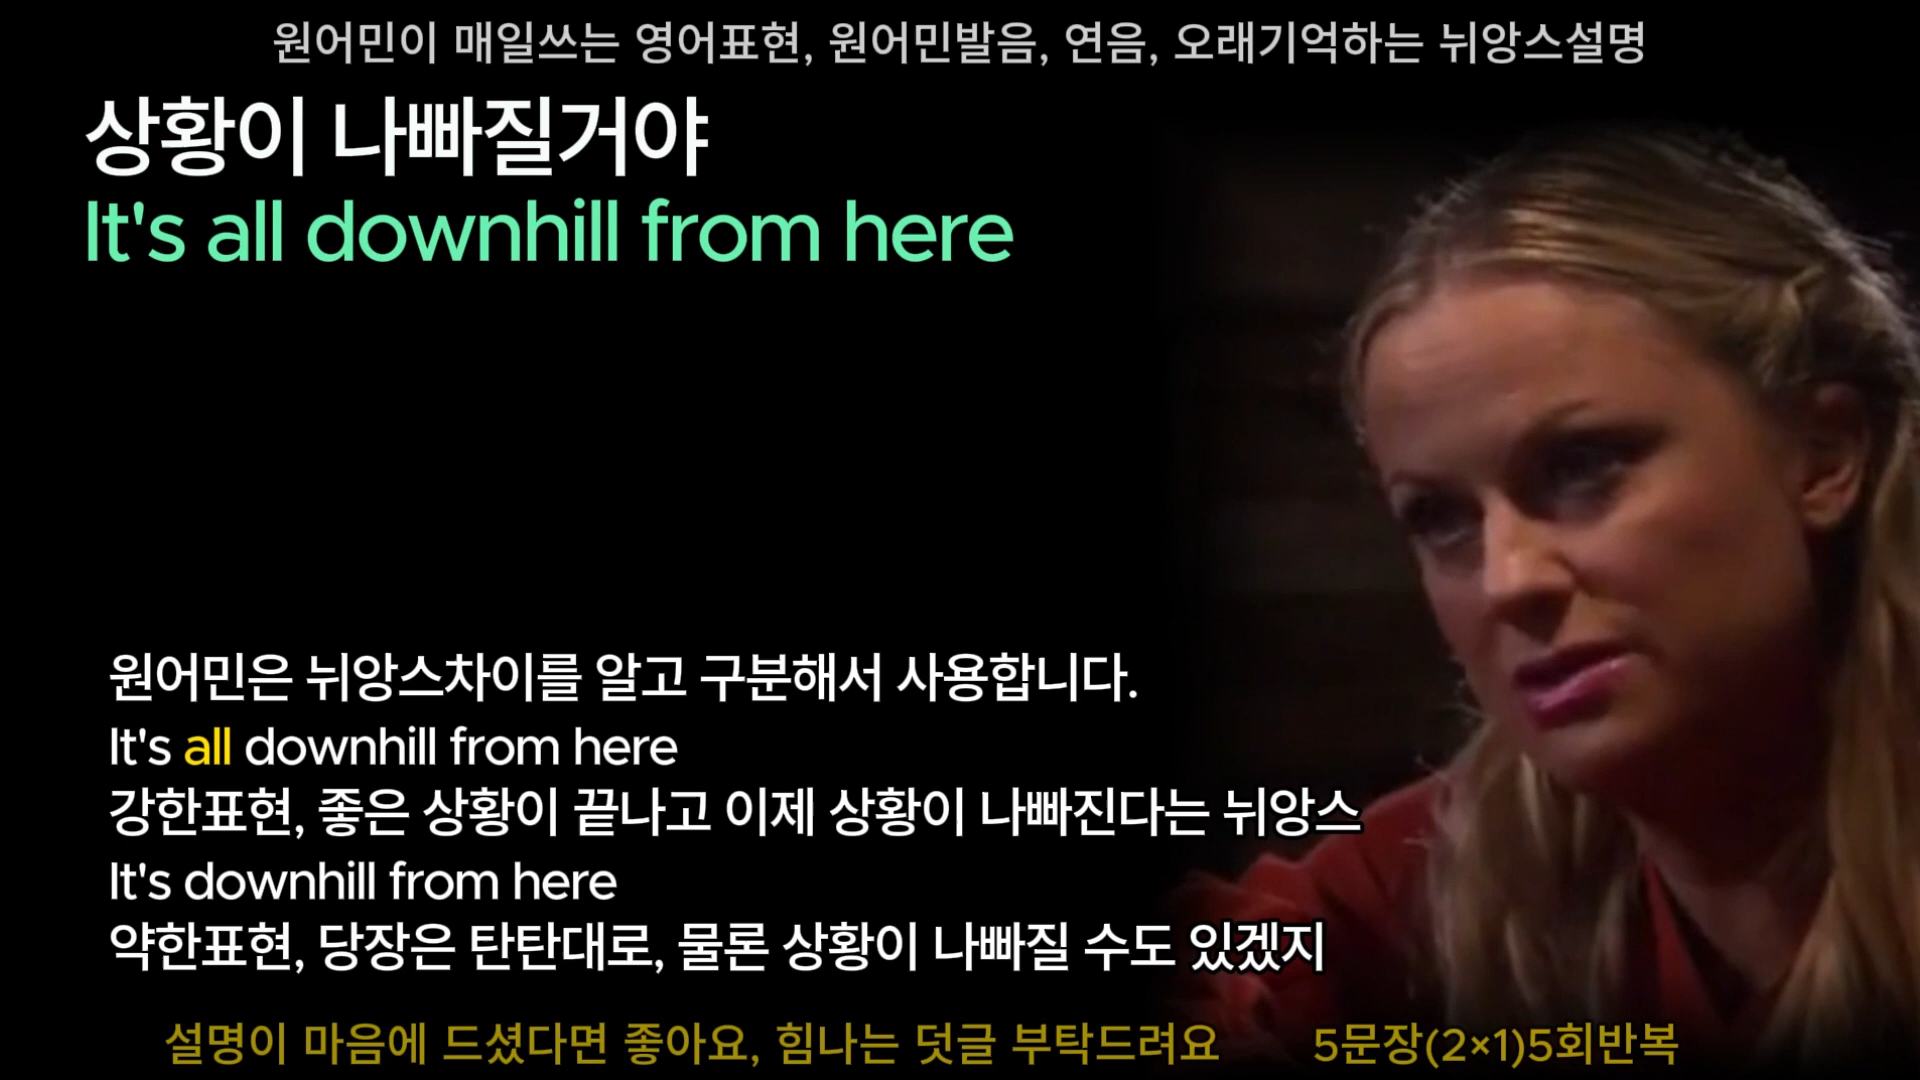 원어민이 매일쓰는 영어표현, 원어민발음, 연음, 오래기억하는 뉘앙스설명
상황이 나빠질거야
It's all downhill from here
원어민은 뉘앙스차이를 알고 구분해서 사용합니다.
It's all downhill from here
강한표현, 좋은 상황이 끝나고 이제 상황이 나빠진다는 뉘앙스
It's downhill from here
약한표현, 당장은 탄탄대로, 물론 상황이 나빠질 수도 있겠지
설명이 마음에 드셨다면 좋아요, 힘나는 덧글 부탁드려요 5문장(2×1)5회반복